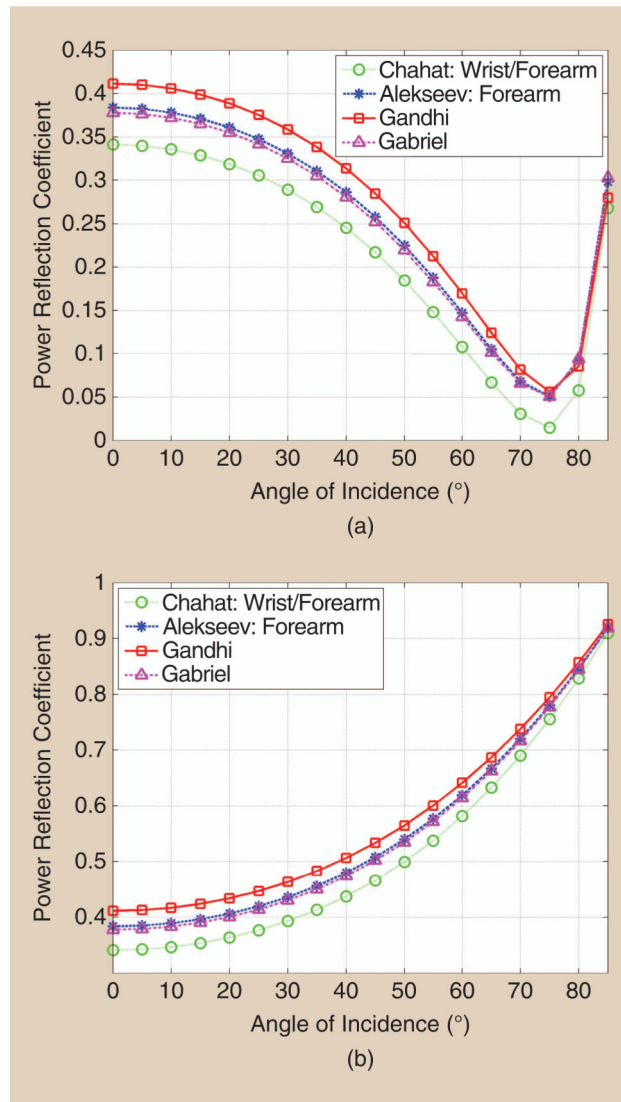 0.45
0.4
0.35
0.3
0.25
0.2
0.15
0.1
0.05
0
Power Reflection Coefficient
Chahat: Wrist/Forearm
Alekseev: Forearm
Gandhi
Gabriel
0 10 20 30 40 50 60 70 80
Angle of Incidence (°)
(a)
1
0.9
0.8
0.7
0.6
0.5
0.4
Power Reflection Coefficient
Chahat: Wrist/Forearm
Alekseev: Forearm
Gandhi
Gabriel
0 10 20 30 40 50 60 70 80
Angle of Incidence (°)
(b)